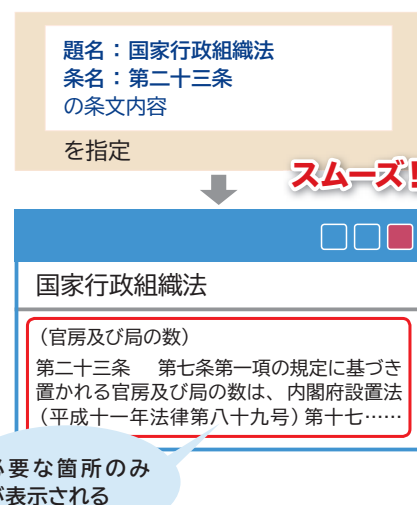 題名：国家行政組織法
条名：第二十三条
の条文内容
を指定
スムーズ！
国家行政組織法
（官房及び局の数）
第二十三条　第七条第一項の規定に基づき
置かれる官房及び局の数は、内閣府設置法
（平成十一年法律第八十九号）第十七……
要な箇所のみ
表示される